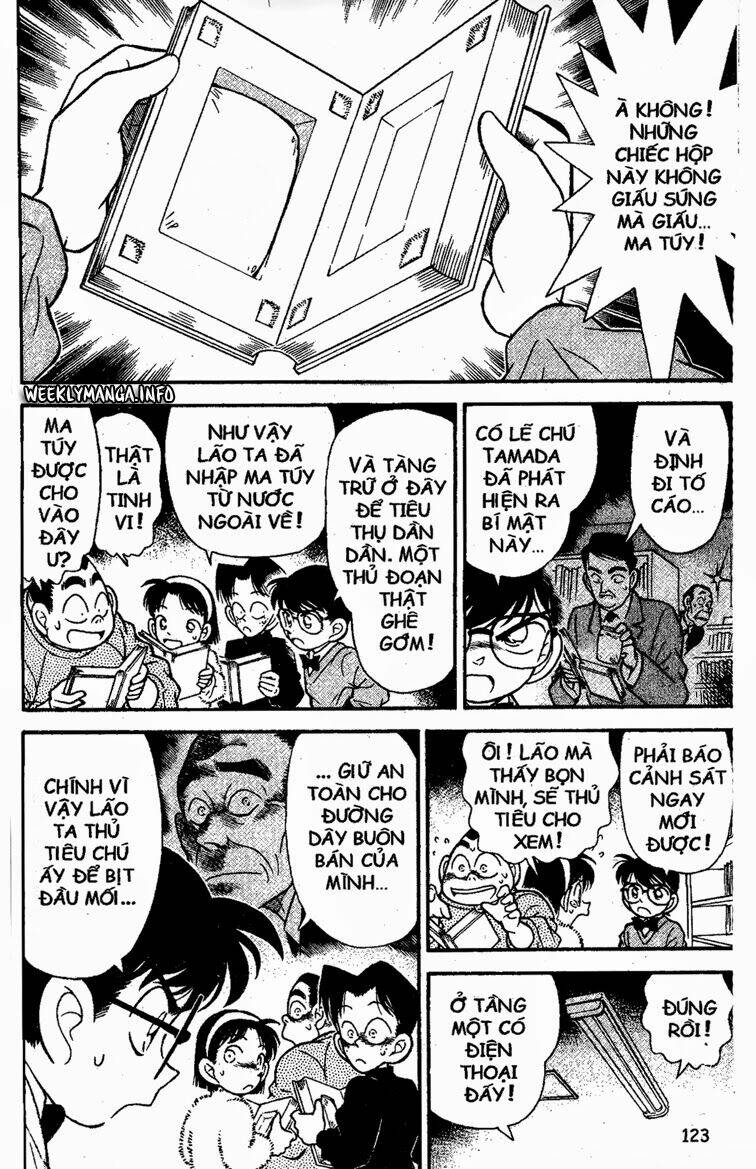 À KHÔNG!
NHỮNG
CHIẾC HỘP
NÀY KHÔNG
GIẤU SÚNG
MÀ GIẤU...
MA TÚY!
WEEKLYMANGA.INFO
MA
TÚY
ĐƯỢC
CHO
VÀO
ĐÂY
Ư?
THẬT
LÀ
TINH
VI!
NHƯ VẬY
LÃO TA ĐÃ
NHẬP MA TÚY
TỪ NƯỚC
NGOÀI VỀ!
VÀ TÀNG
TRỮ Ở ĐÂY
ĐỂ TIÊU
THỤ DẦN
DẦN. MỘT
THỦ ĐOẠN
THẬT
GHÊ
GỚM!
CÓ LẼ CHÚ
TAMADA
ĐÃ PHÁT
HIỆN RA
BÍ MẬT
NÀY...
VÀ
ĐỊNH
ĐI TỐ
CÁO...
CHÍNH VÌ
VẬY LÃO
TA THỦ
TIÊU CHÚ
ẤY ĐỂ BỊT
ĐẦU MỐI...
... GIỮ AN
TOÀN CHO
ĐƯỜNG
DÂY BUÔN
BÁN CỦA
MÌNH...
ÔI! LÃO MÀ
THẤY BỌN
MÌNH, SẼ THỦ
TIÊU CHO
XEM!
PHẢI BÁO
CẢNH SÁT
NGAY
MỚI
ĐƯỢC!
Ở TẦNG
MỘT CÓ
ĐIỆN
THOẠI
ĐẤY!
ĐÚNG
RỒI!
123